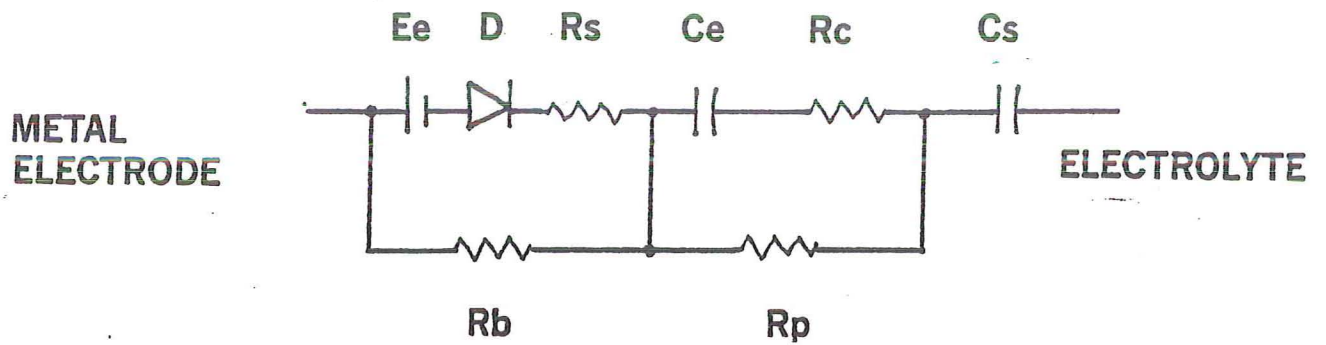 Ee D Rs Ce Rc Cs
METAL
ELECTRODE
ELECTROLYTE
Rb Rp